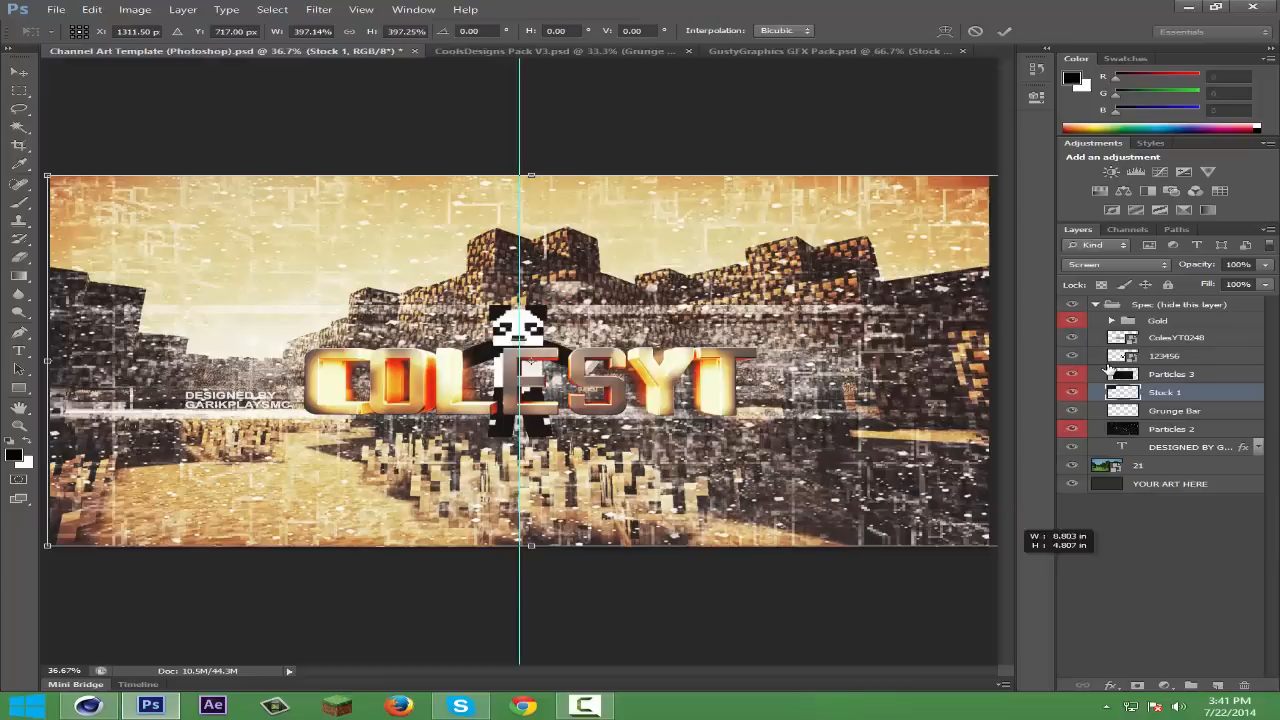 Ps File Edit Image Layer Type Select Filter View Window Help
X: 1311.50 px Y: 717.00 px W: 397.14% H: 397.25% 0.00 ° H: 0.00 ° V: 0.00 ° Interpolation: Bicubic Essentials
Channel Art Template (Photoshop).psd @ 36.7% (Stock 1, RGB/8*) * × CoolsDesigns Pack V3.psd @ 33.3% (Grunge ... × GustyGraphics GFX Pack.psd @ 66.7% (Stock ... ×
Color Swatches
R 0
G 0
B 0
Adjustments Styles
Add an adjustment
Layers Channels Paths
Kind
Screen Opacity: 100%
Lock: Fill: 100%
Spec (hide this layer)
Gold
ColesYT0248
123456
Particles 3
Stock 1
Grunge Bar
Particles 2
T DESIGNED BY G... fx
21
YOUR ART HERE
COLESYT
DESIGNED BY
GARIKPLAYSMC
W : 8.803 in
H : 4.807 in
36.67% Doc: 10.5M/44.3M
Mini Bridge Timeline
Ps Ae S C
3:41 PM
7/22/2014